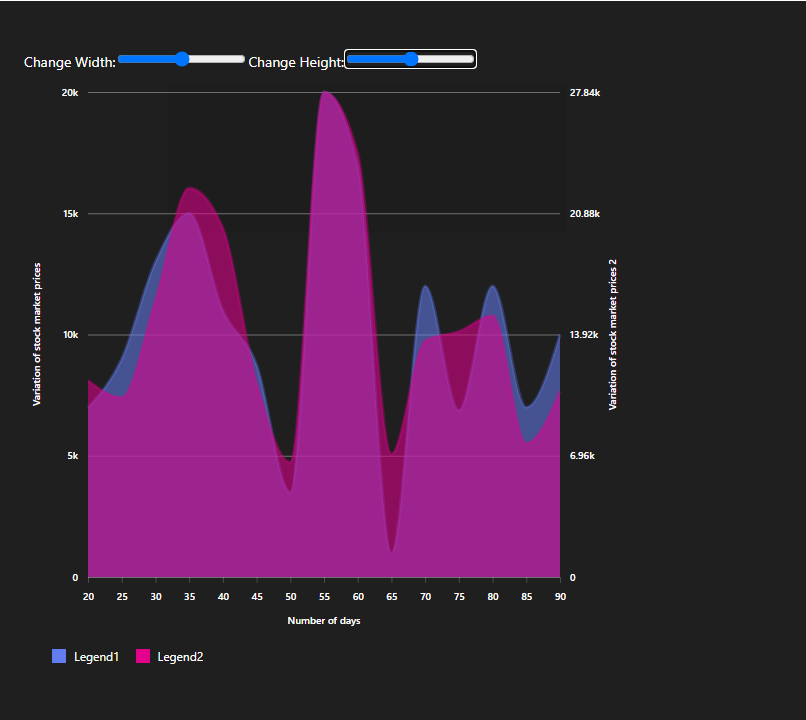 Change Width: Change Height:
20k 27.84k
15k 20.88k
Variation of stock market prices
Variation of stock market prices 2
10k 13.92k
5k 6.96k
0 0
20 25 30 35 40 45 50 55 60 65 70 75 80 85 90
Number of days
Legend1 Legend2